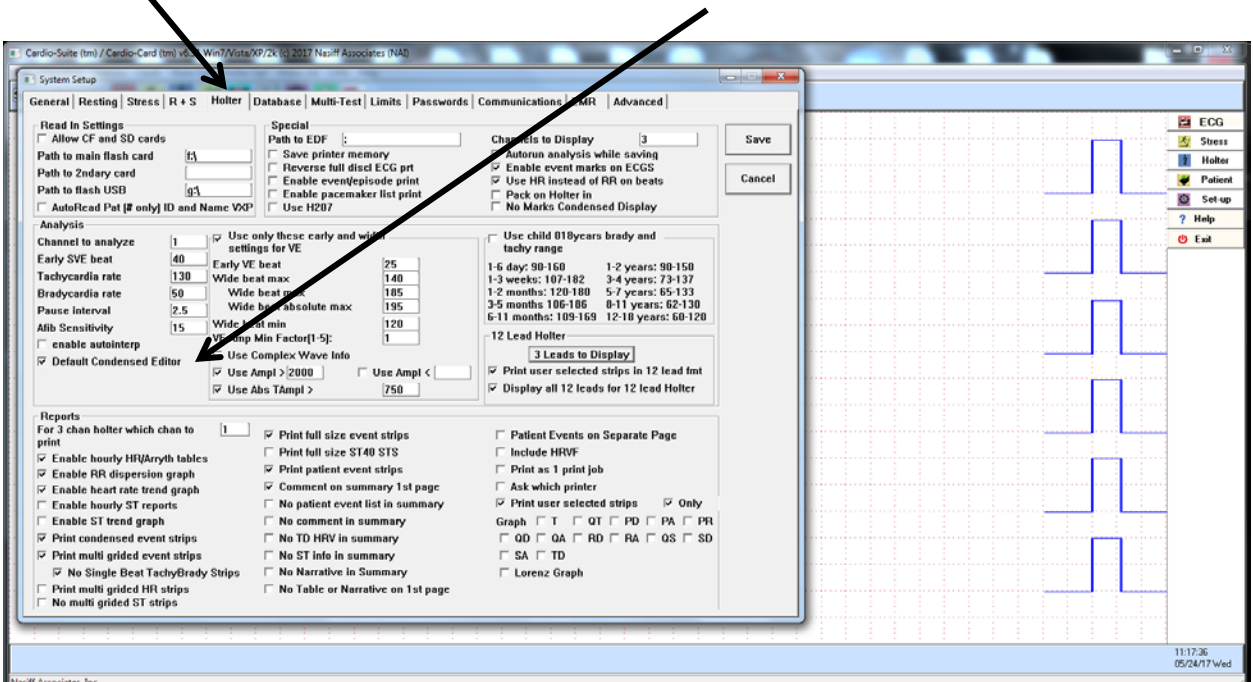 Cardio-Suite (tm) / Cardio-Card (tm) Win7/Vista/XP/2k (c) 2017 Nasiff Associates (NAI)
System Setup
General Resting Stress R + S Holter Database Multi-Test Limits Passwords Communications Advanced
Read In Settings
Allow CF and SD cards
Path to main flash card f:\
Path to 2ndary card
Path to flash USB g:\
AutoRead Pat [# only] ID and Name VXP
Special
Path to EDF :
Save printer memory
Reverse full discl ECG prt
Enable event/episode print
Enable pacemaker list print
Use H207
Channels to Display 3
Autorun analysis while saving
Enable event marks on ECGS
Use HR instead of RR on beats
Pack on Holter in
No Marks Condensed Display
Save
Cancel
Analysis
Channel to analyze 1
Early SVE beat 40
Tachycardia rate 130
Bradycardia rate 50
Pause interval 2.5
Afib Sensitivity 15
enable autointerp
Default Condensed Editor
Use only these early and width
settings for VE
Early VE beat 25
Wide beat max 140
Wide beat max 185
Wide beat absolute max 195
Wide beat min 120
Min Factor[1-5]: 1
Use Complex Wave Info
Use Ampl > 2000 Use Ampl <
Use Abs TAmpl > 750
Use child 018years brady and
tachy range
1-6 day: 90-160 1-2 years: 90-150
1-3 weeks: 107-182 3-4 years: 73-137
1-2 months: 120-180 5-7 years: 65-133
3-5 months 106-186 8-11 years: 62-130
6-11 months: 109-169 12-18 years: 60-120
12 Lead Holter
3 Leads to Display
Print user selected strips in 12 lead fmt
Display all 12 leads for 12 lead Holter
Reports
For 3 chan holter which chan to 1
print
Enable hourly HR/Arryth tables
Enable RR dispersion graph
Enable heart rate trend graph
Enable hourly ST reports
Enable ST trend graph
Print condensed event strips
Print multi grided event strips
No Single Beat TachyBrady Strips
Print multi grided HR strips
No multi grided ST strips
Print full size event strips
Print full size ST40 STS
Print patient event strips
Comment on summary 1st page
No patient event list in summary
No comment in summary
No TD HRV in summary
No ST info in summary
No Narrative in Summary
No Table or Narrative on 1st page
Patient Events on Separate Page
Include HRVF
Print as 1 print job
Ask which printer
Print user selected strips Only
Graph T QT PD PA PR
QD QA RD RA QS SD
SA TD
Lorenz Graph
ECG
Stress
Holter
Patient
Set-up
Help
Exit
11:17:36
05/24/17 Wed